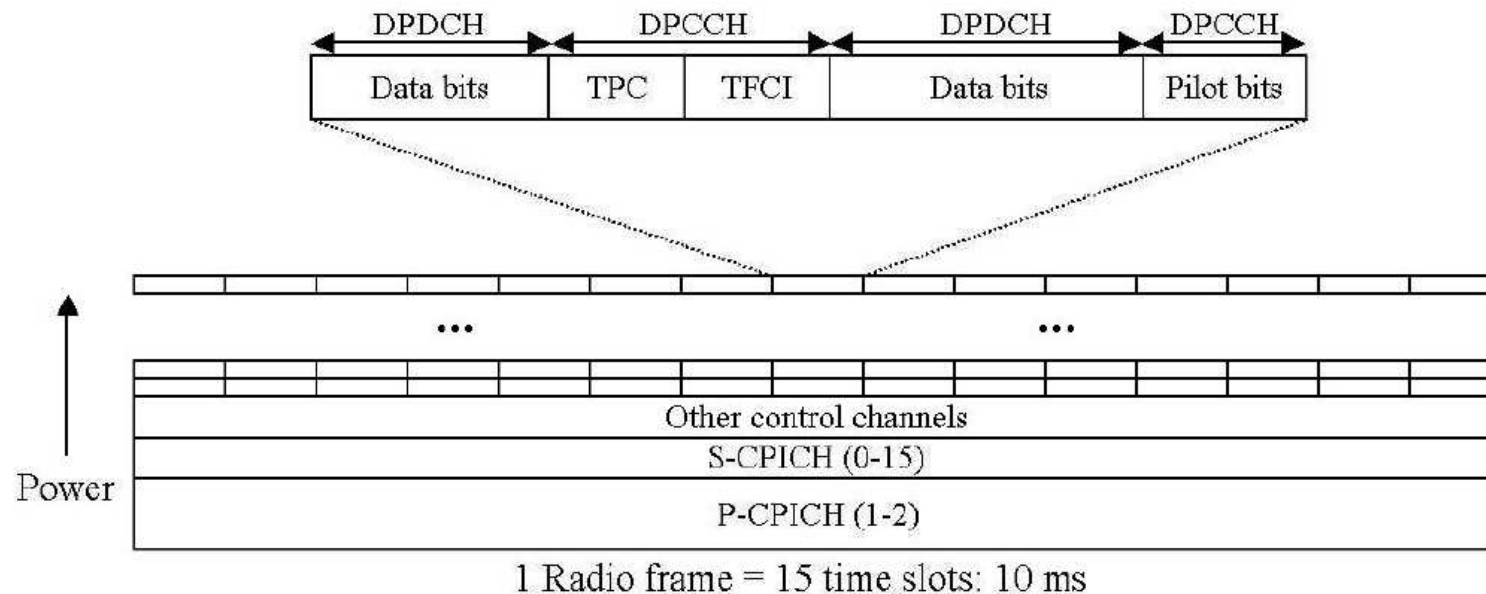 DPDCH DPCCH DPDCH DPCCH
Data bits TPC TFCI Data bits Pilot bits
... ...
Other control channels
S-CPICH (0-15)
Power
P-CPICH (1-2)
1 Radio frame = 15 time slots: 10 ms